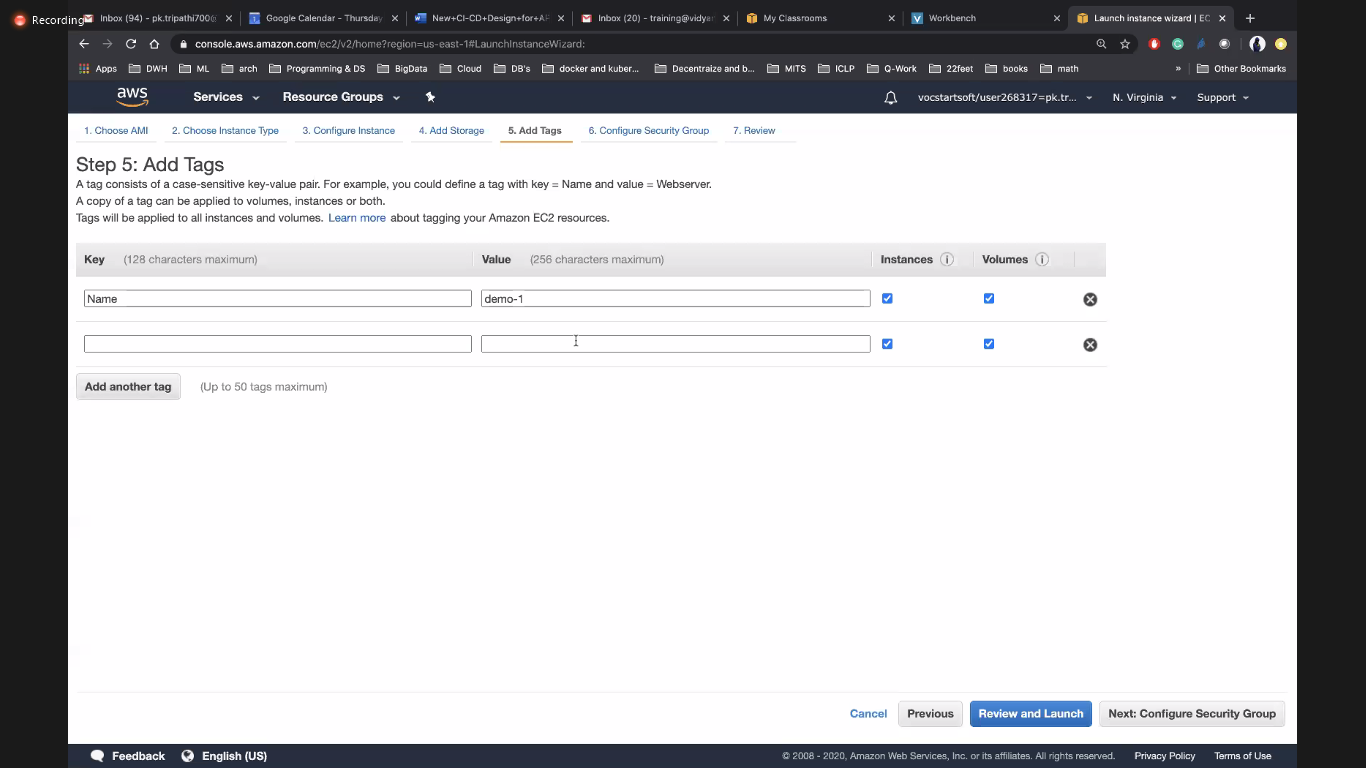 Recording
Inbox (94) - pk.tripathi700@
Google Calendar - Thursday
New+CI-CD+Design+for+AF
Inbox (20) - training@vidyar
My Classrooms
Workbench
Launch instance wizard | EC
console.aws.amazon.com/ec2/v2/home?region=us-east-1#LaunchInstanceWizard:
Apps DWH ML arch Programming & DS BigData Cloud DB's docker and kuber... Decentraize and b... MITS ICLP Q-Work 22feet books math » Other Bookmarks
aws Services Resource Groups vocstartsoft/user268317=pk.tr... N. Virginia Support
1. Choose AMI 2. Choose Instance Type 3. Configure Instance 4. Add Storage 5. Add Tags 6. Configure Security Group 7. Review
Step 5: Add Tags
A tag consists of a case-sensitive key-value pair. For example, you could define a tag with key = Name and value = Webserver.
A copy of a tag can be applied to volumes, instances or both.
Tags will be applied to all instances and volumes. Learn more about tagging your Amazon EC2 resources.
Key (128 characters maximum) Value (256 characters maximum) Instances Volumes
Name demo-1
Add another tag (Up to 50 tags maximum)
Cancel Previous Review and Launch Next: Configure Security Group
Feedback English (US) © 2008 - 2020, Amazon Web Services, Inc. or its affiliates. All rights reserved. Privacy Policy Terms of Use